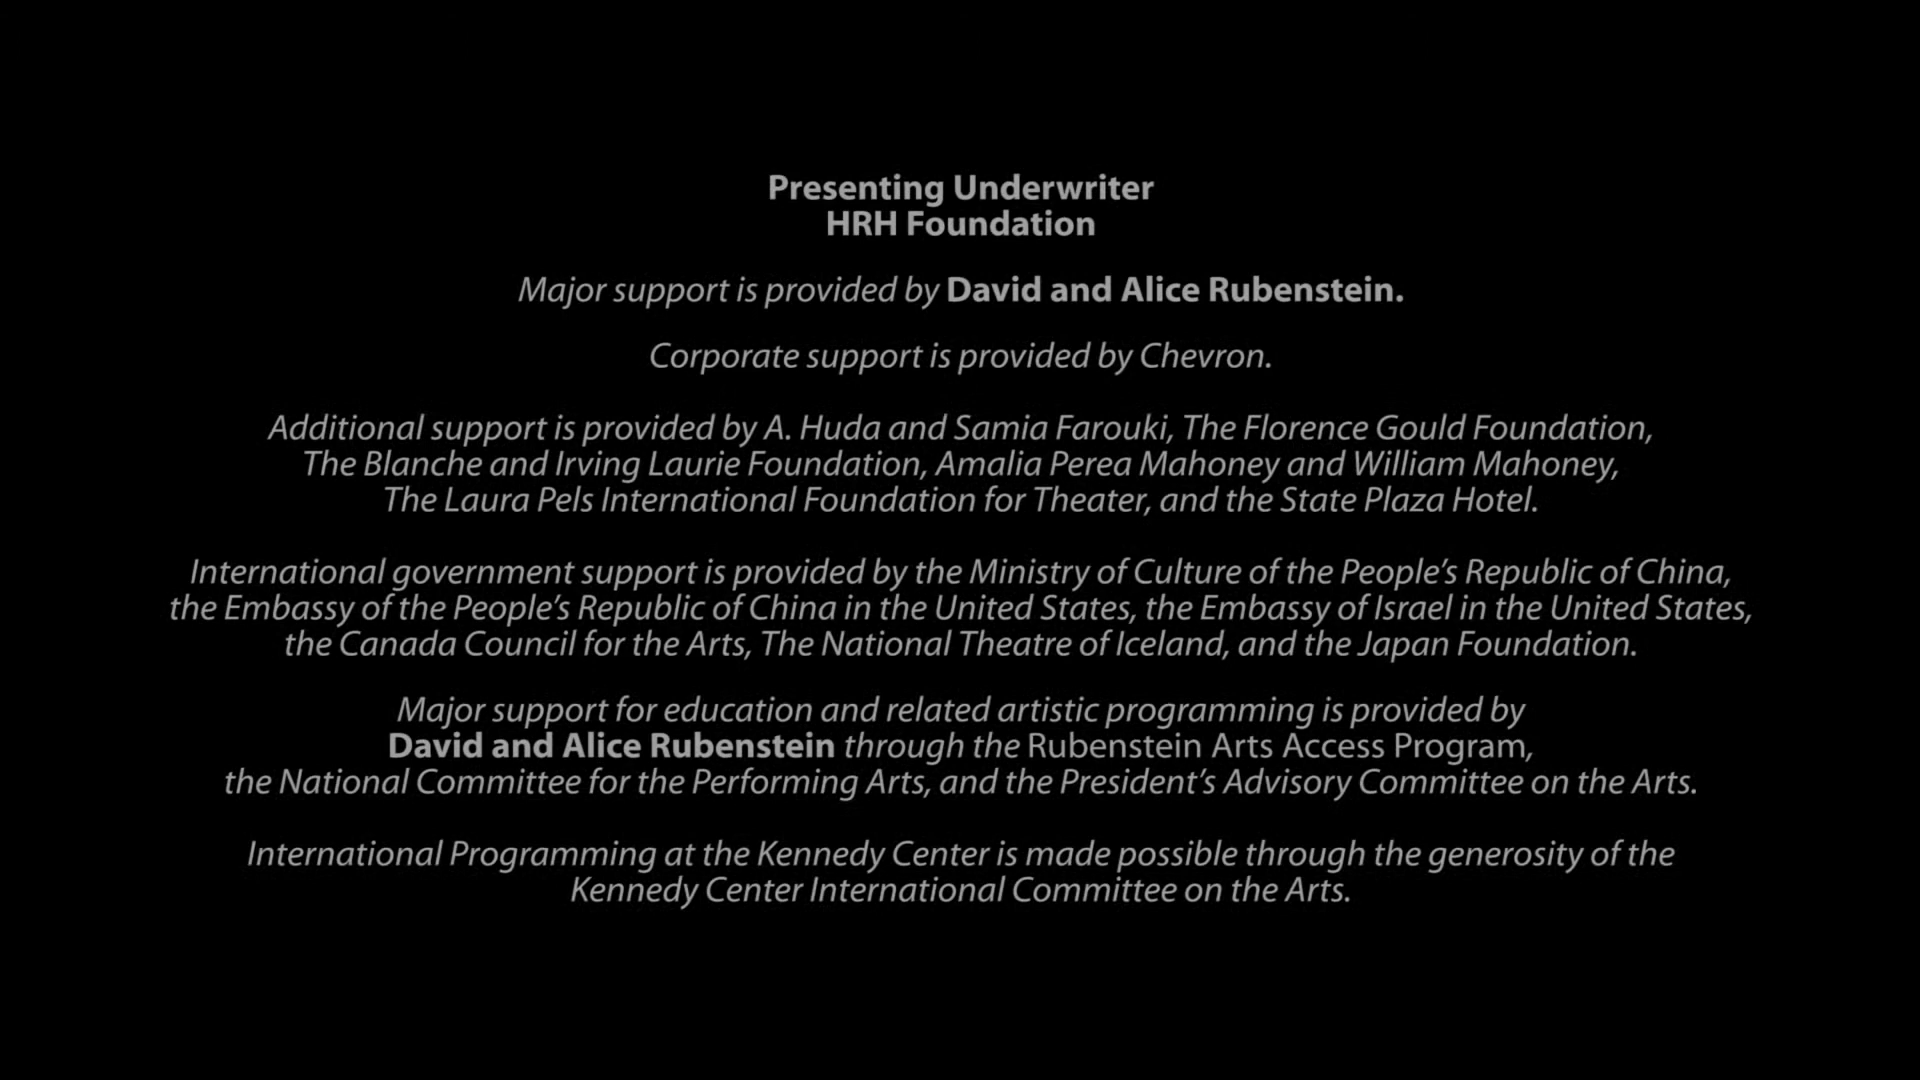 Presenting Underwriter
HRH Foundation
Major support is provided by David and Alice Rubenstein.
Corporate support is provided by Chevron.
Additional support is provided by A. Huda and Samia Farouki, The Florence Gould Foundation,
The Blanche and Irving Laurie Foundation, Amalia Perea Mahoney and William Mahoney,
The Laura Pels International Foundation for Theater, and the State Plaza Hotel.
International government support is provided by the Ministry of Culture of the People’s Republic of China,
the Embassy of the People’s Republic of China in the United States, the Embassy of Israel in the United States,
the Canada Council for the Arts, The National Theatre of Iceland, and the Japan Foundation.
Major support for education and related artistic programming is provided by
David and Alice Rubenstein through the Rubenstein Arts Access Program,
the National Committee for the Performing Arts, and the President’s Advisory Committee on the Arts.
International Programming at the Kennedy Center is made possible through the generosity of the
Kennedy Center International Committee on the Arts.